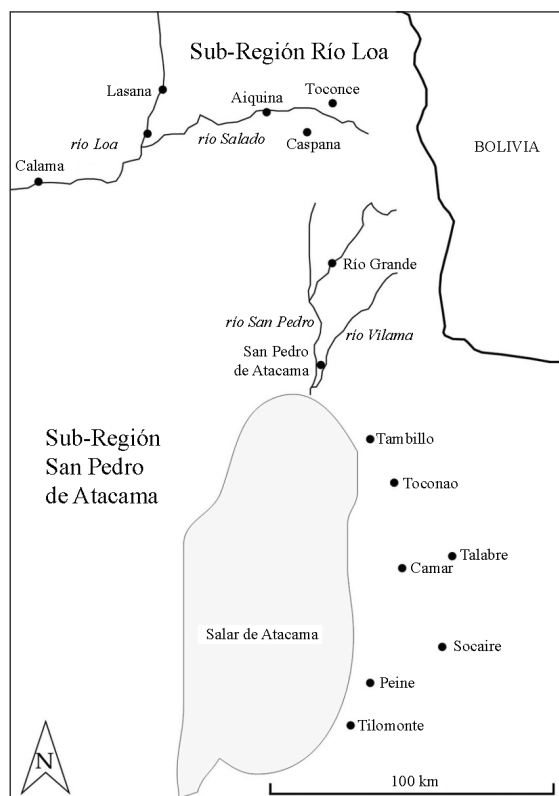 Sub-Región Río Loa
Lasana
Toconce
Aiquina
río Loa
río Salado
Caspana
BOLIVIA
Calama
Río Grande
río San Pedro
río Vilama
San Pedro
de Atacama
Sub-Región
San Pedro
de Atacama
Tambillo
Toconao
Talabre
Camar
Salar de Atacama
Socaire
Peine
Tilomonte
N
100 km